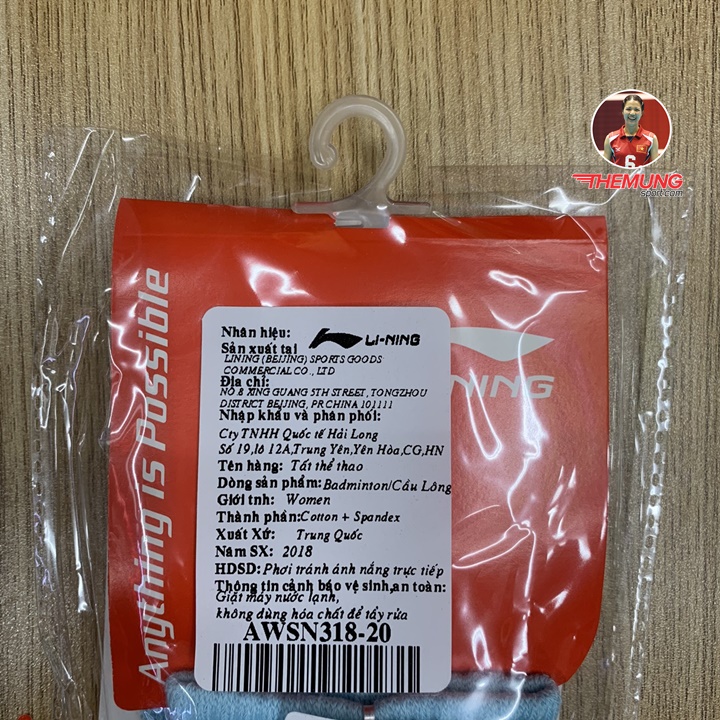 6
THEMUNG
sport.com
Anything Is Possible
Nhãn hiệu: LI-NING
Sản xuất tại
LINING (BEIJING) SPORTS GOODS
COMMERCIAL CO., LTD
Địa chỉ:
NO 8 XING GUANG 5TH STREET, TONGZHOU
DISTRICT BEIJING, PR CHINA 101111
Nhập khẩu và phân phối:
Cty TNHH Quốc tế Hải Long
Số 19,lô 12A,Trung Yên,Yên Hòa,CG,HN
Tên hàng: Tất thể thao
Dòng sản phẩm: Badminton/Cầu Lông
Giới tnh: Women
Thành phần: Cotton + Spandex
Xuất Xứ: Trung Quốc
Năm SX: 2018
HDSD: Phơi tránh ánh nắng trực tiếp
Thông tin cảnh báo vệ sinh,an toàn:
Giặt máy nước lạnh,
không dùng hóa chất để tẩy rửa
AWSN318-20
-NING